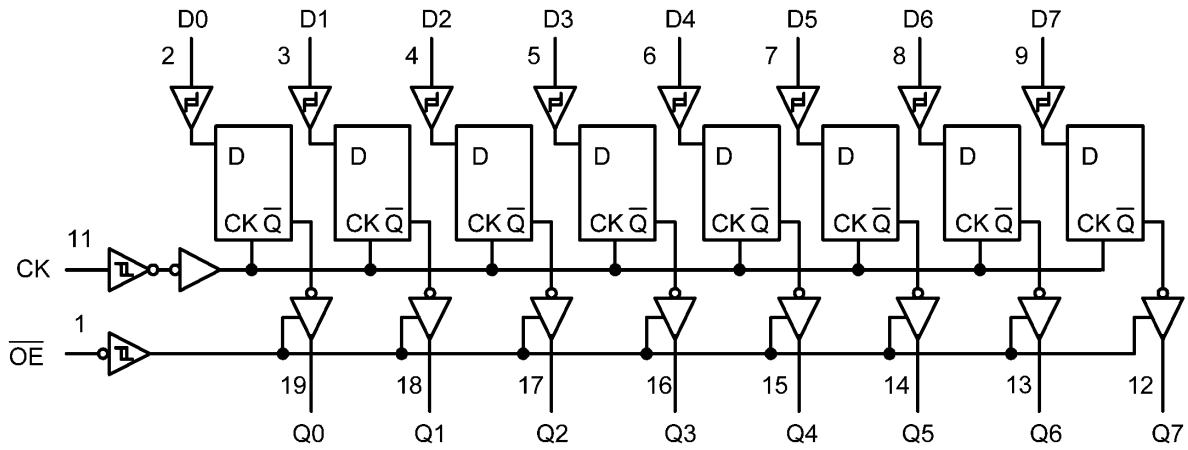 D0 D1 D2 D3 D4 D5 D6 D7
2 3 4 5 6 7 8 9
D D D D D D D D
CK Q̅ CK Q̅ CK Q̅ CK Q̅ CK Q̅ CK Q̅ CK Q̅ CK Q̅
11
CK
1
O̅E̅
19 18 17 16 15 14 13 12
Q0 Q1 Q2 Q3 Q4 Q5 Q6 Q7